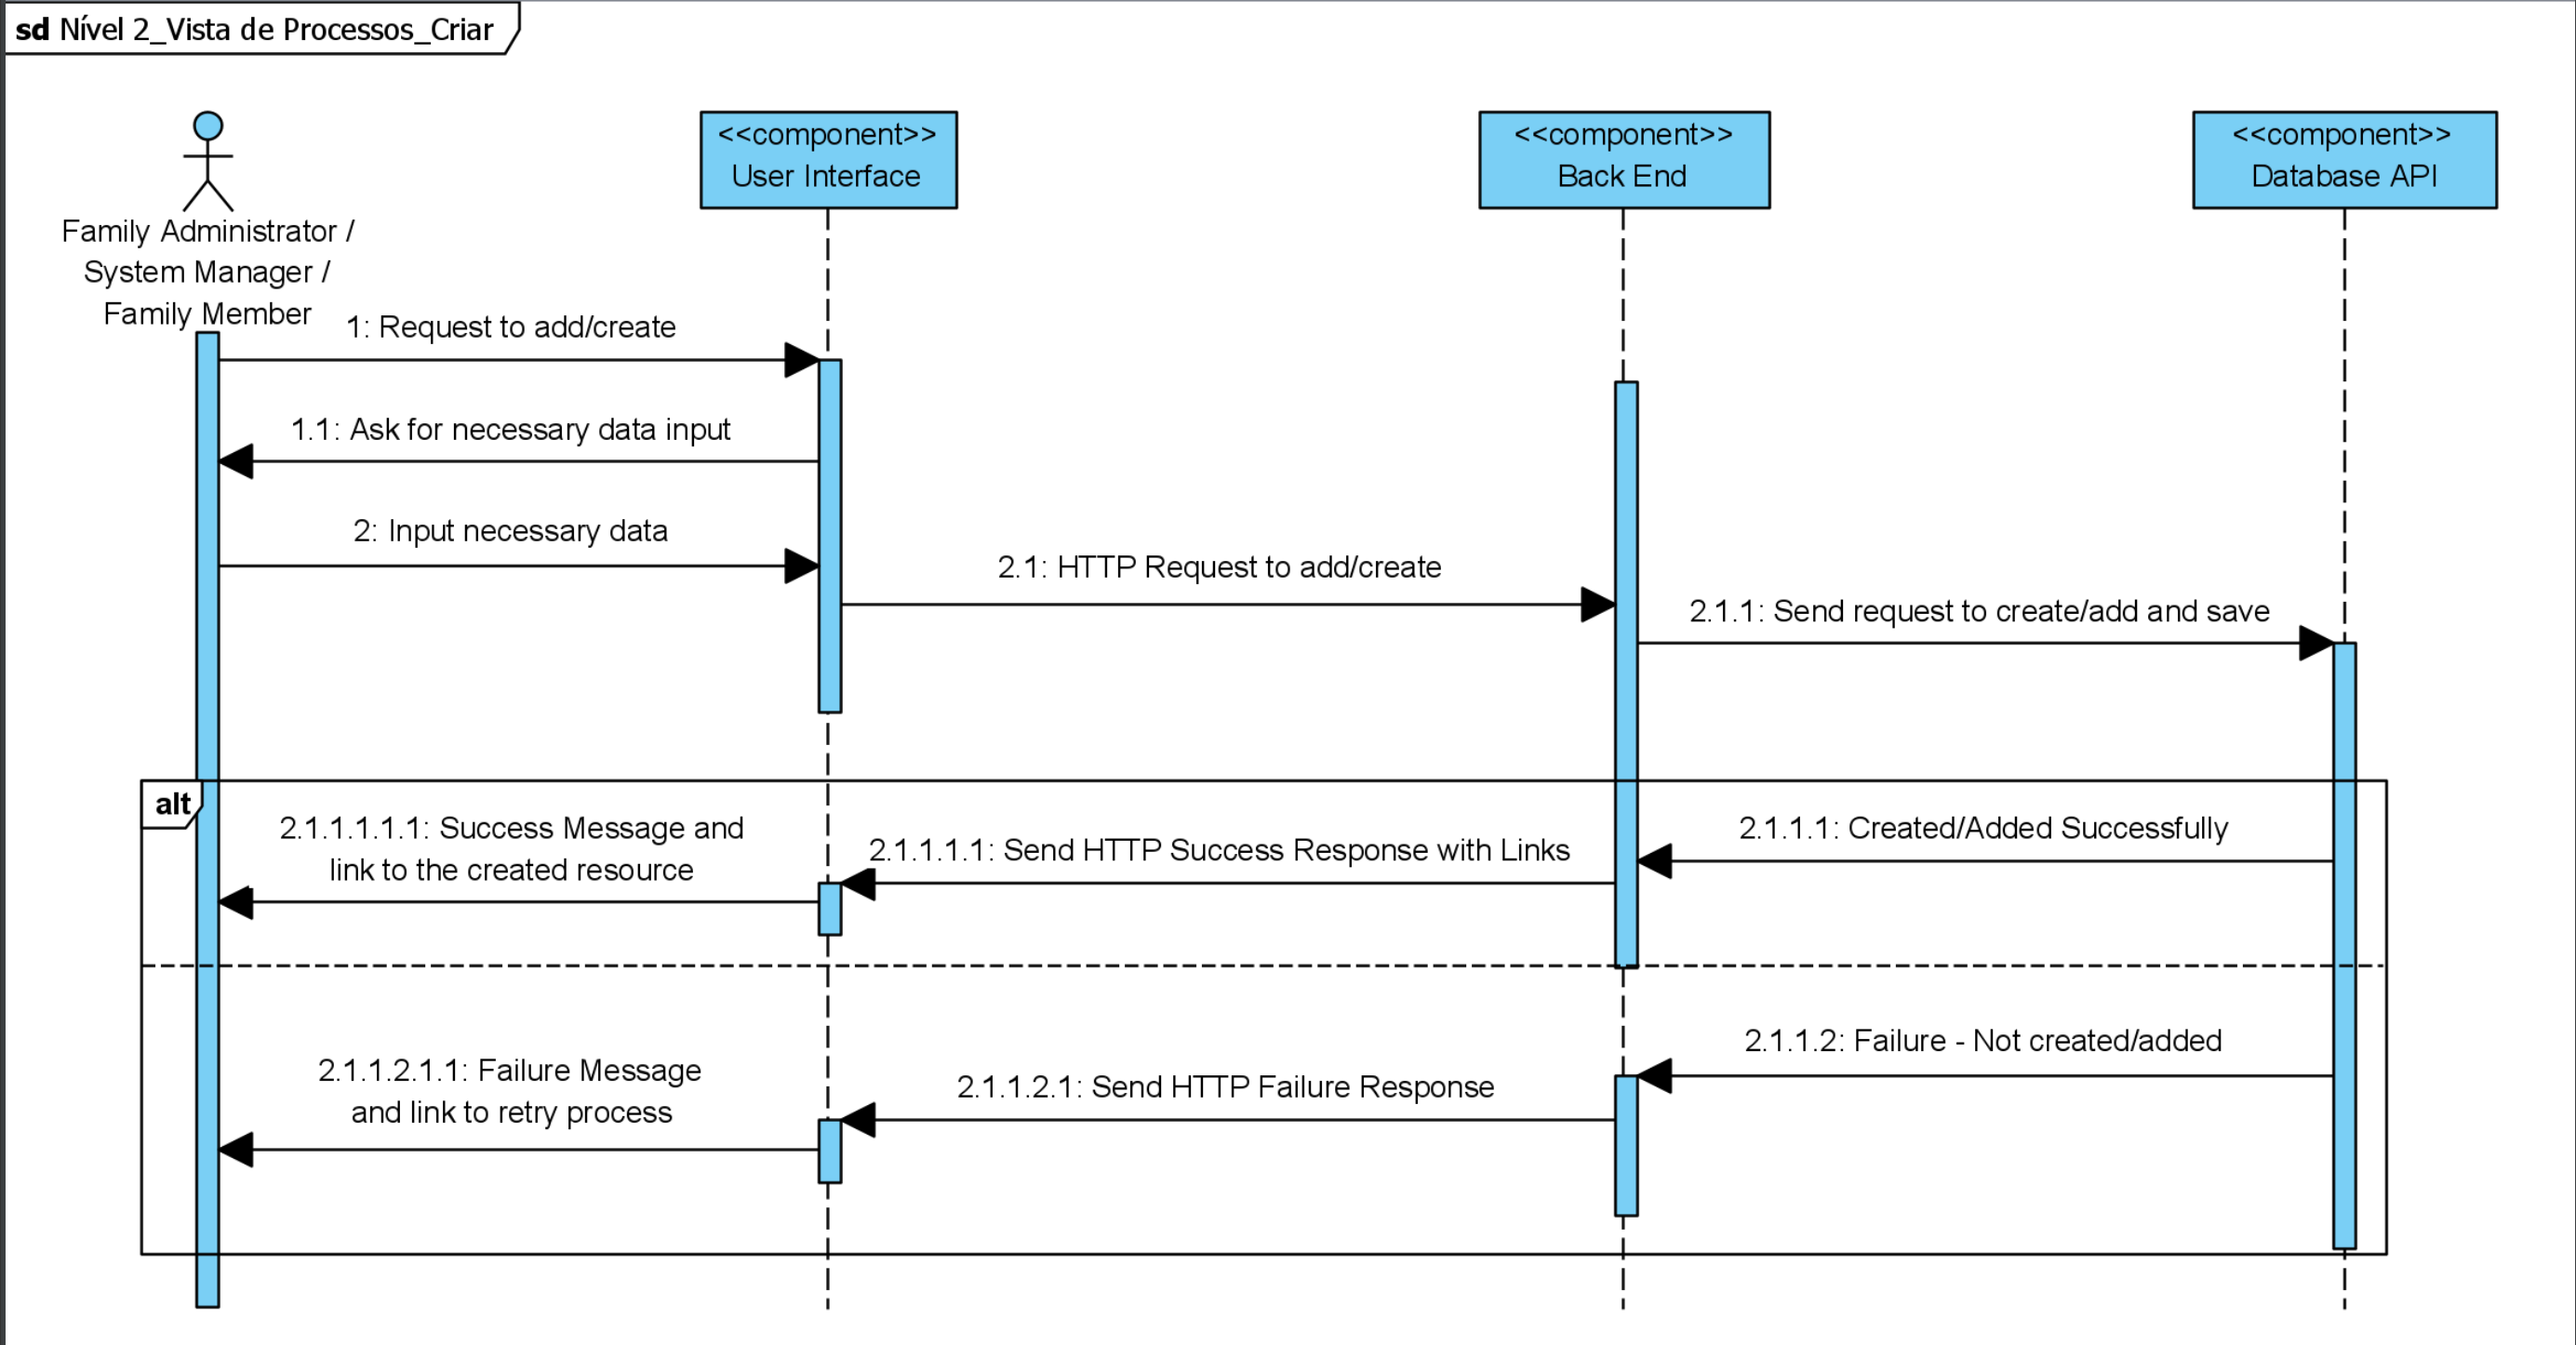 sd Nível 2_Vista de Processos_Criar
<<component>>
User Interface
<<component>>
Back End
<<component>>
Database API
Family Administrator /
System Manager /
Family Member
1: Request to add/create
1.1: Ask for necessary data input
2: Input necessary data
2.1: HTTP Request to add/create
2.1.1: Send request to create/add and save
alt
2.1.1.1.1.1: Success Message and
link to the created resource
2.1.1.1.1: Send HTTP Success Response with Links
2.1.1.1: Created/Added Successfully
2.1.1.2: Failure - Not created/added
2.1.1.2.1.1: Failure Message
and link to retry process
2.1.1.2.1: Send HTTP Failure Response